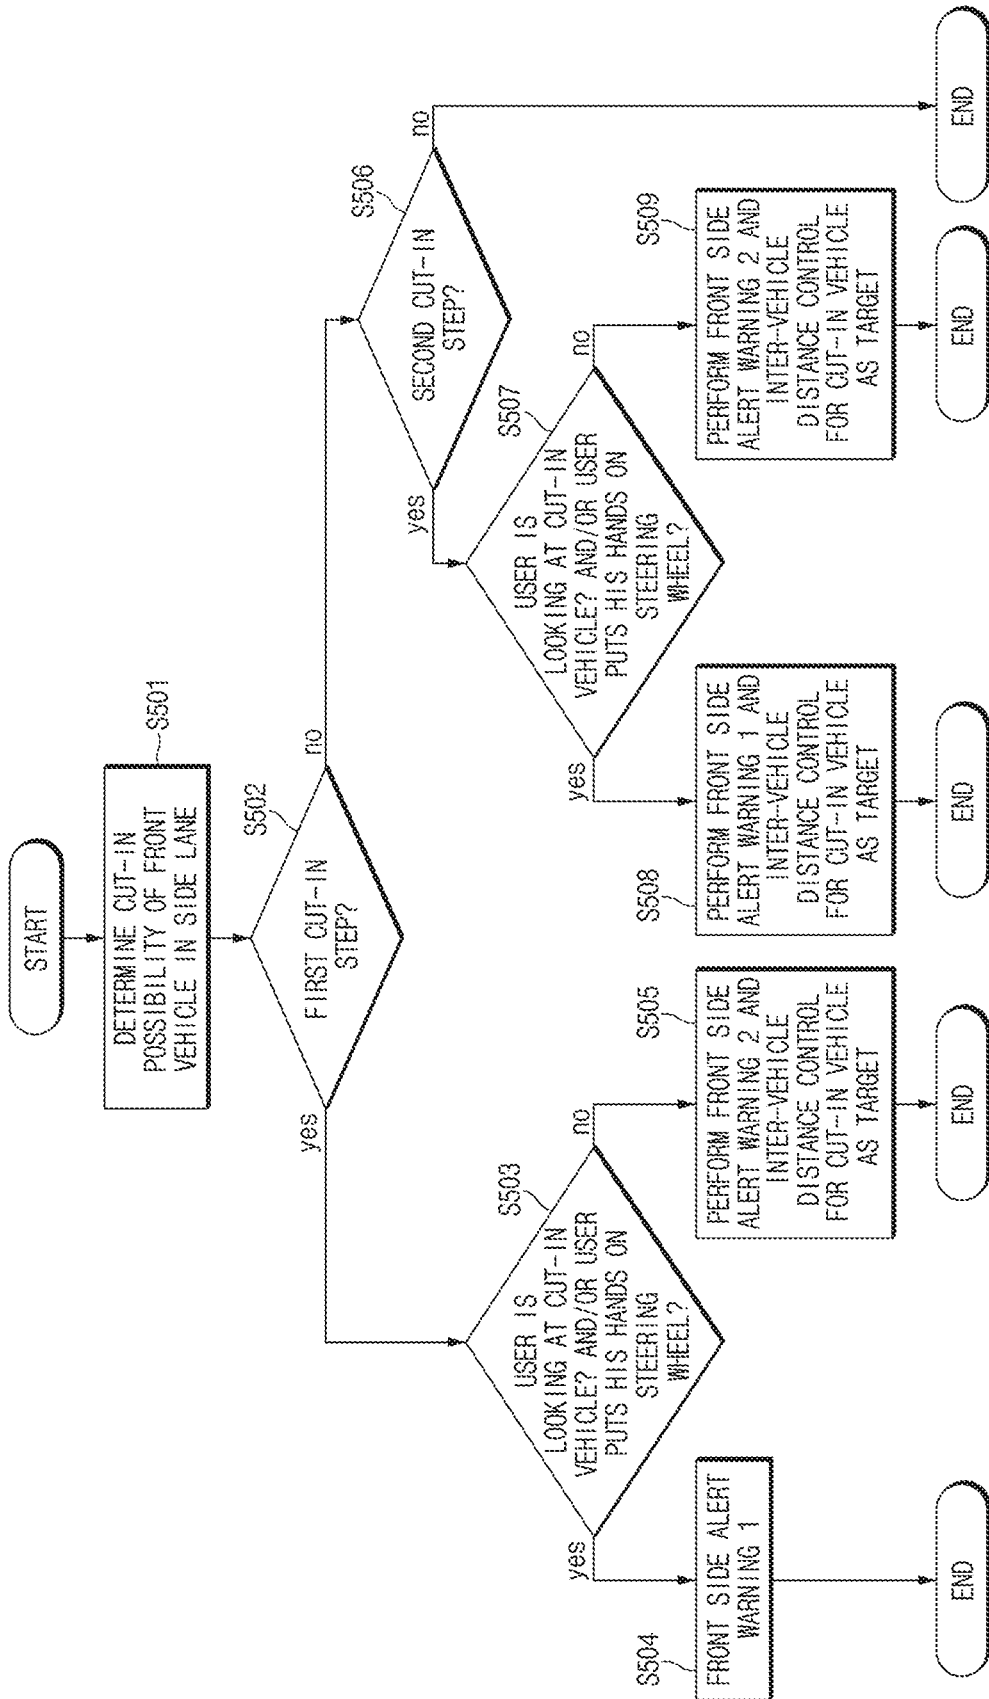 START
DETERMINE CUT-IN
POSSIBILITY OF FRONT
VEHICLE IN SIDE LANE
S501
FIRST CUT-IN
STEP?
S502
yes
no
USER IS
LOOKING AT CUT-IN
VEHICLE? AND/OR USER
PUTS HIS HANDS ON
STEERING
WHEEL?
S503
yes
no
S504
FRONT SIDE ALERT
WARNING 1
END
S505
PERFORM FRONT SIDE
ALERT WARNING 2 AND
INTER-VEHICLE
DISTANCE CONTROL
FOR CUT-IN VEHICLE
AS TARGET
END
SECOND CUT-IN
STEP?
S506
yes
no
USER IS
LOOKING AT CUT-IN
VEHICLE? AND/OR USER
PUTS HIS HANDS ON
STEERING
WHEEL?
S507
yes
no
S508
PERFORM FRONT SIDE
ALERT WARNING 1 AND
INTER-VEHICLE
DISTANCE CONTROL
FOR CUT-IN VEHICLE
AS TARGET
END
S509
PERFORM FRONT SIDE
ALERT WARNING 2 AND
INTER-VEHICLE
DISTANCE CONTROL
FOR CUT-IN VEHICLE
AS TARGET
END
END